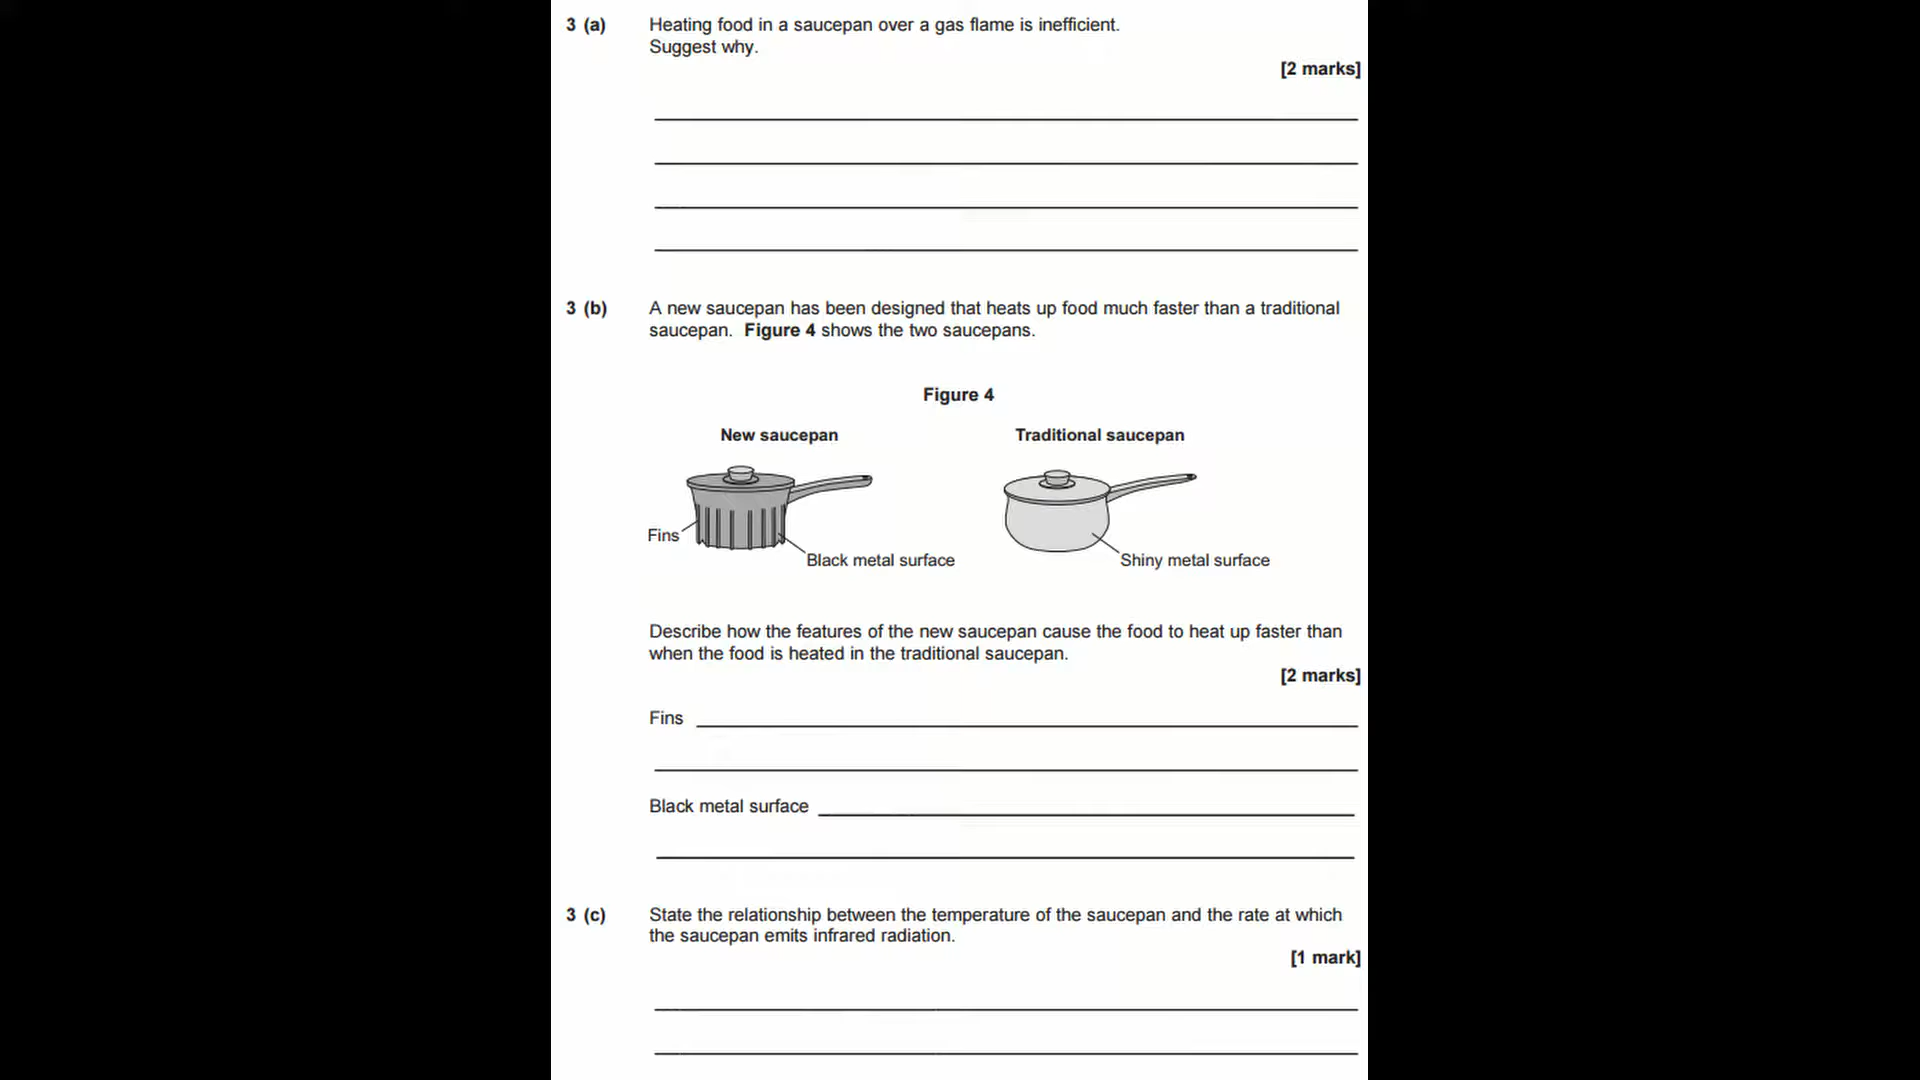 3 (a) Heating food in a saucepan over a gas flame is inefficient.
Suggest why.
[2 marks]
3 (b) A new saucepan has been designed that heats up food much faster than a traditional
saucepan. Figure 4 shows the two saucepans.
Figure 4
New saucepan
Traditional saucepan
Fins
Black metal surface
Shiny metal surface
Describe how the features of the new saucepan cause the food to heat up faster than
when the food is heated in the traditional saucepan.
[2 marks]
Fins
Black metal surface
3 (c) State the relationship between the temperature of the saucepan and the rate at which
the saucepan emits infrared radiation.
[1 mark]